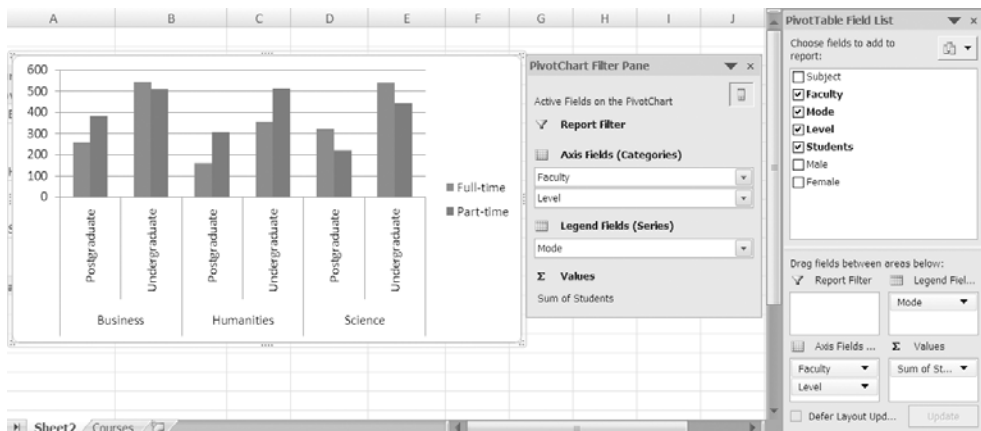 A B C D E F G H I J
600
500
400
300
200
100
0
Postgraduate
Undergraduate
Postgraduate
Undergraduate
Postgraduate
Undergraduate
Business Humanities Science
Full-time
Part-time
PivotChart Filter Pane
Active Fields on the PivotChart
Report Filter
Axis Fields (Categories)
Faculty
Level
Legend Fields (Series)
Mode
Σ Values
Sum of Students
PivotTable Field List
Choose fields to add to
report:
Subject
Faculty
Mode
Level
Students
Male
Female
Drag fields between areas below:
Report Filter Legend Fiel...
Mode
Axis Fields ... Σ Values
Faculty Sum of St...
Level
Defer Layout Upd... Update
Sheet2 Courses